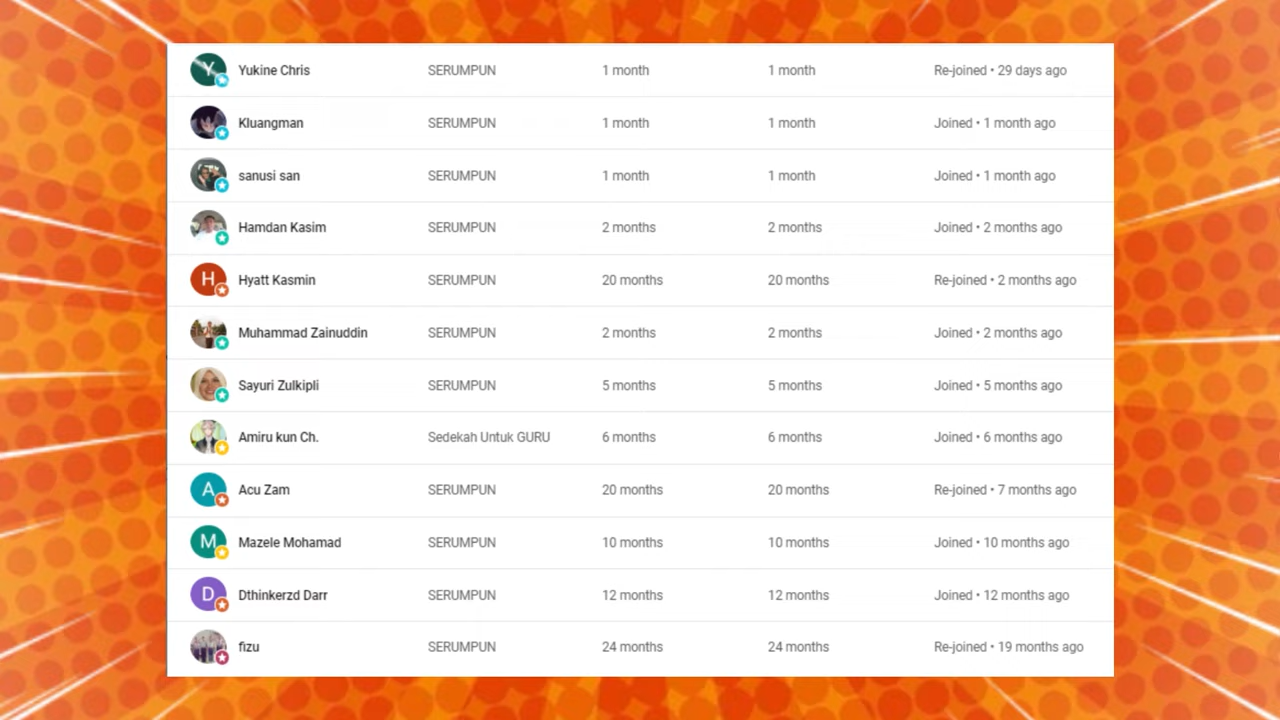 Y Yukine Chris SERUMPUN 1 month 1 month Re-joined • 29 days ago
Kluangman SERUMPUN 1 month 1 month Joined • 1 month ago
sanusi san SERUMPUN 1 month 1 month Joined • 1 month ago
Hamdan Kasim SERUMPUN 2 months 2 months Joined • 2 months ago
H Hyatt Kasmin SERUMPUN 20 months 20 months Re-joined • 2 months ago
Muhammad Zainuddin SERUMPUN 2 months 2 months Joined • 2 months ago
Sayuri Zulkipli SERUMPUN 5 months 5 months Joined • 5 months ago
Amiru kun Ch. Sedekah Untuk GURU 6 months 6 months Joined • 6 months ago
A Acu Zam SERUMPUN 20 months 20 months Re-joined • 7 months ago
M Mazele Mohamad SERUMPUN 10 months 10 months Joined • 10 months ago
D Dthinkerzd Darr SERUMPUN 12 months 12 months Joined • 12 months ago
fizu SERUMPUN 24 months 24 months Re-joined • 19 months ago